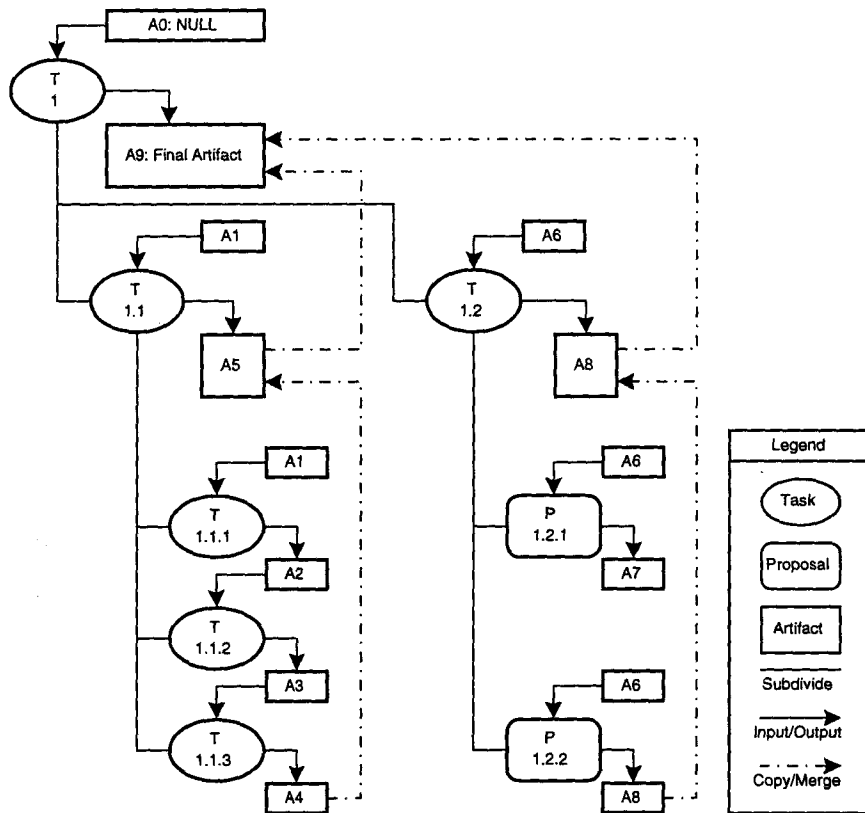 A0: NULL
T
1
A9: Final Artifact
A1
A6
T
1.1
T
1.2
A5
A8
A1
A6
T
1.1.1
P
1.2.1
A2
A7
T
1.1.2
A3
A6
T
1.1.3
P
1.2.2
A4
A8
Legend
Task
Proposal
Artifact
Subdivide
Input/Output
Copy/Merge